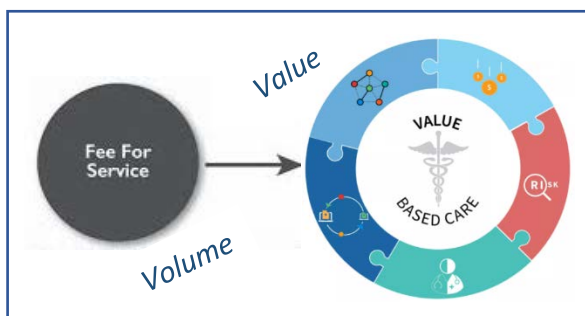 Value
Fee For
Service
Volume
VALUE
BASED CARE
$ $ $
RISK